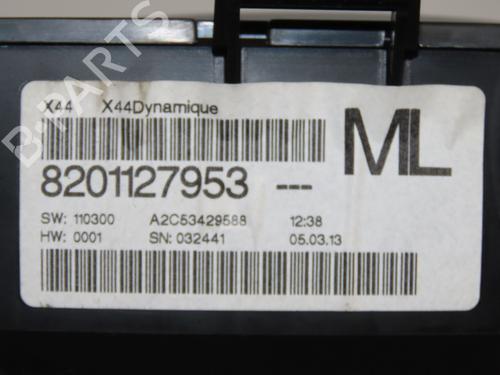 X44 X44Dynamique
ML
8201127953 ---
SW: 110300 A2C53429588 12:38
HW: 0001 SN: 032441 05.03.13
B-PARTS